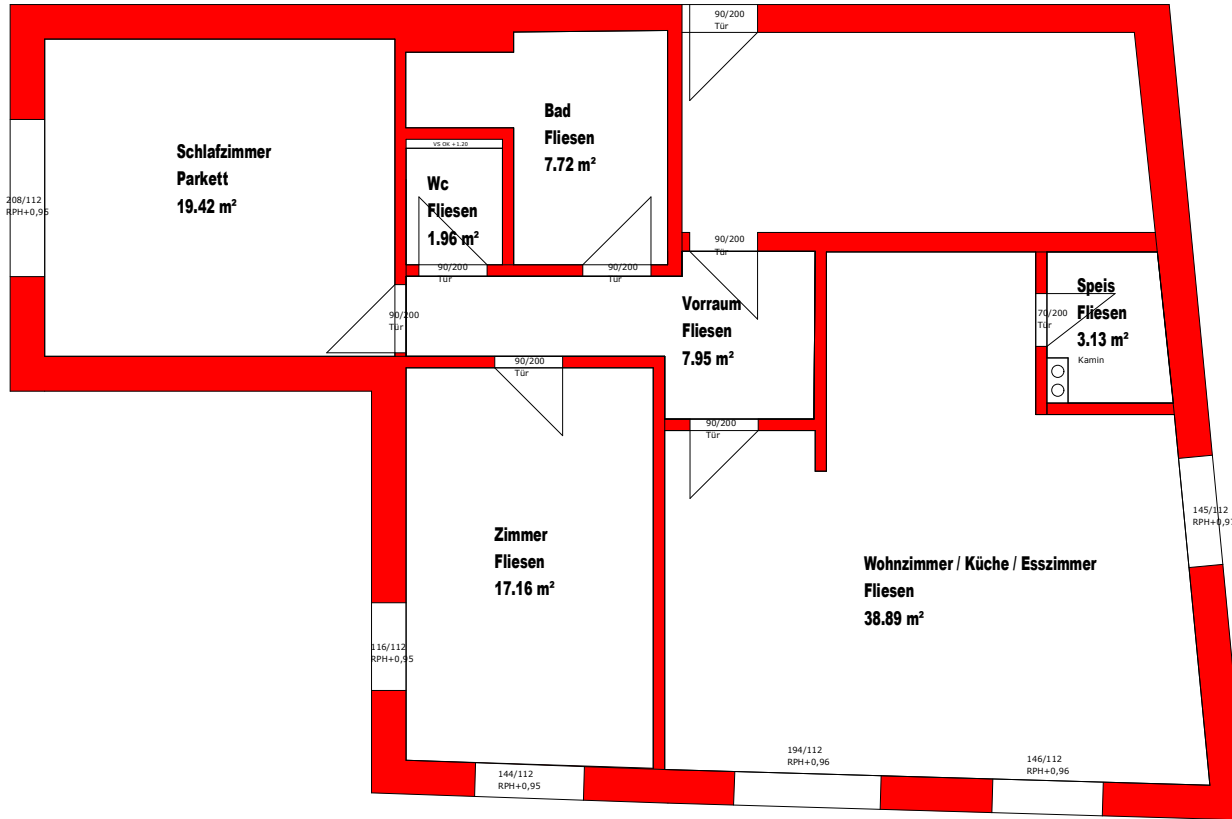 90/200
Tür
Bad
Fliesen
7.72 m²
VS OK +1.20
Schlafzimmer
Parkett
19.42 m²
Wc
Fliesen
1.96 m²
208/112
RPH+0,95
90/200
Tür
90/200
Tür
90/200
Tür
90/200
Tür
Vorraum
Fliesen
7.95 m²
Speis
Fliesen
3.13 m²
70/200
Tür
Kamin
90/200
Tür
90/200
Tür
145/112
RPH+0,97
Zimmer
Fliesen
17.16 m²
Wohnzimmer / Küche / Esszimmer
Fliesen
38.89 m²
116/112
RPH+0,95
194/112
RPH+0,96
146/112
RPH+0,96
144/112
RPH+0,95